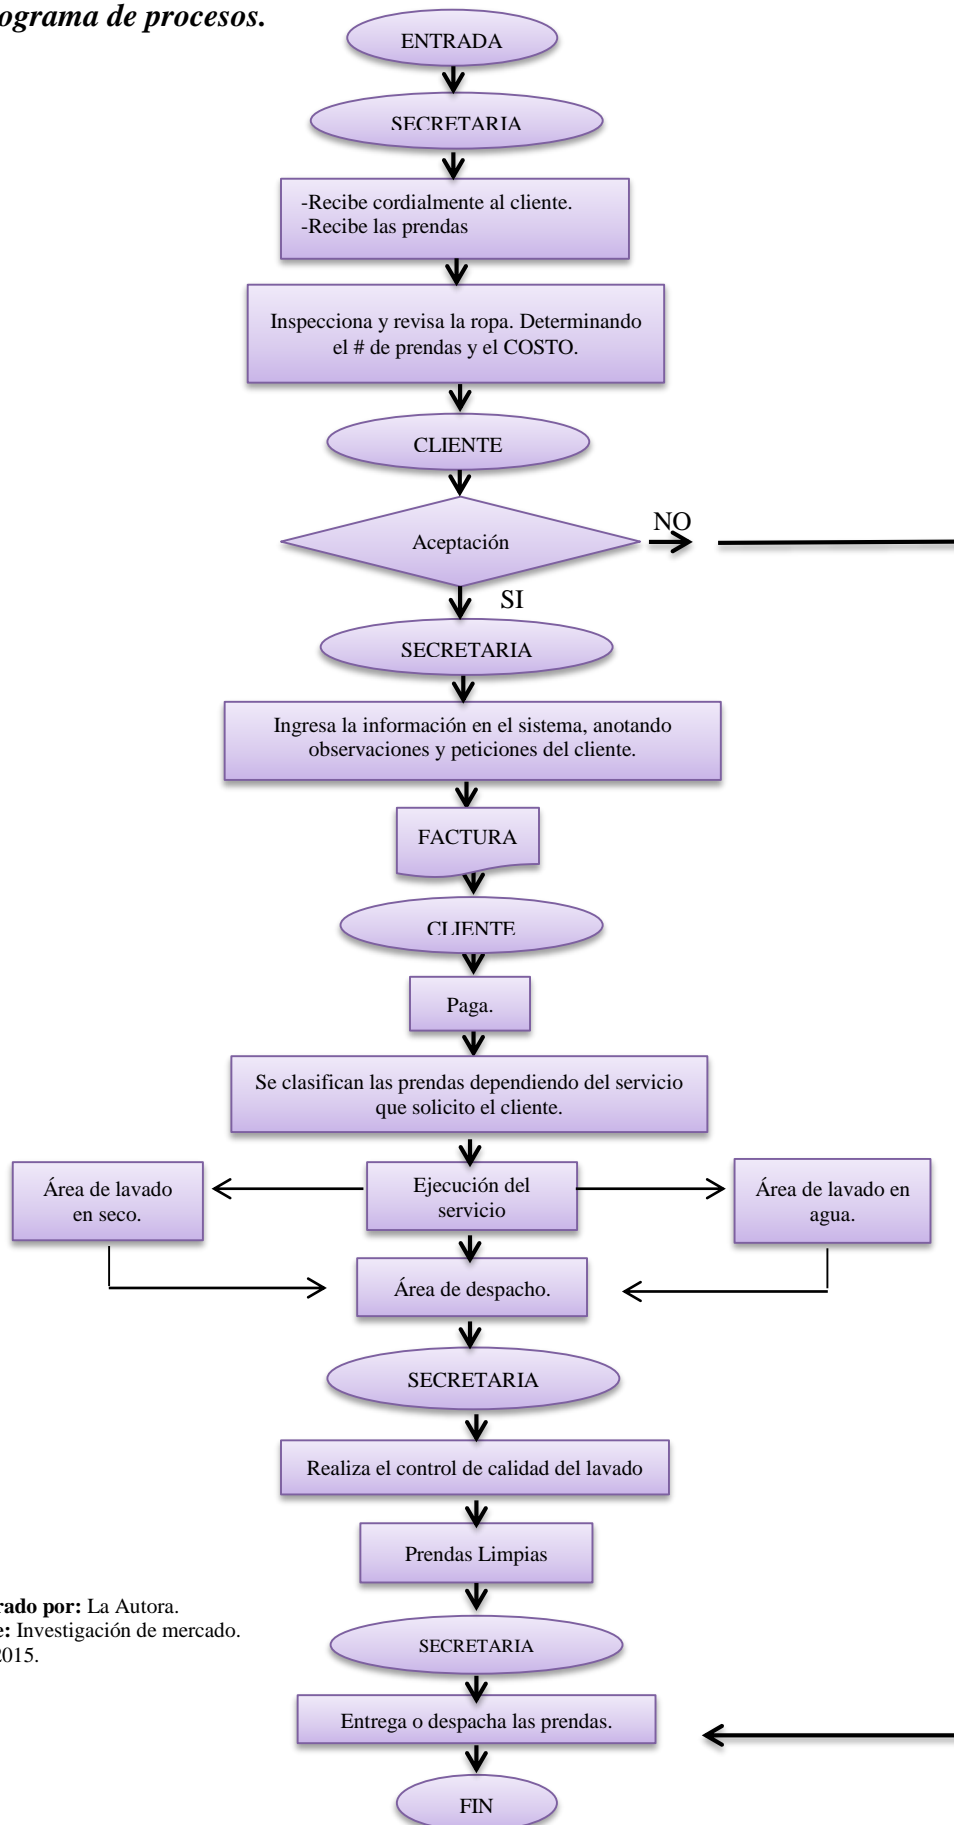 ograma de procesos.
ENTRADA
SECRETARIA
-Recibe cordialmente al cliente.
-Recibe las prendas
Inspecciona y revisa la ropa. Determinando
el # de prendas y el COSTO.
CLIENTE
Aceptación
NO
SI
SECRETARIA
Ingresa la información en el sistema, anotando
observaciones y peticiones del cliente.
FACTURA
CLIENTE
Paga.
Se clasifican las prendas dependiendo del servicio
que solicito el cliente.
Área de lavado
en seco.
Ejecución del
servicio
Área de lavado en
agua.
Área de despacho.
SECRETARIA
Realiza el control de calidad del lavado
Prendas Limpias
rado por: La Autora.
e: Investigación de mercado.
2015.
SECRETARIA
Entrega o despacha las prendas.
FIN